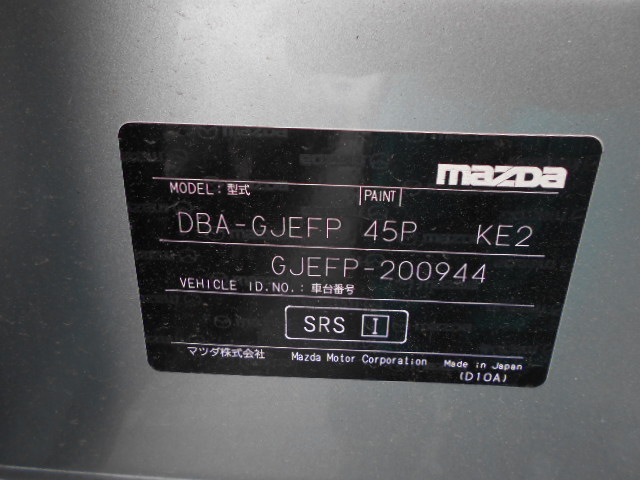 mazda
MODEL:型式 PAINT
DBA-GJEFP 45P KE2
GJEFP-200944
VEHICLE ID.NO.:車台番号
SRS I
マツダ株式会社 Mazda Motor Corporation Made in Japan
(D10A)